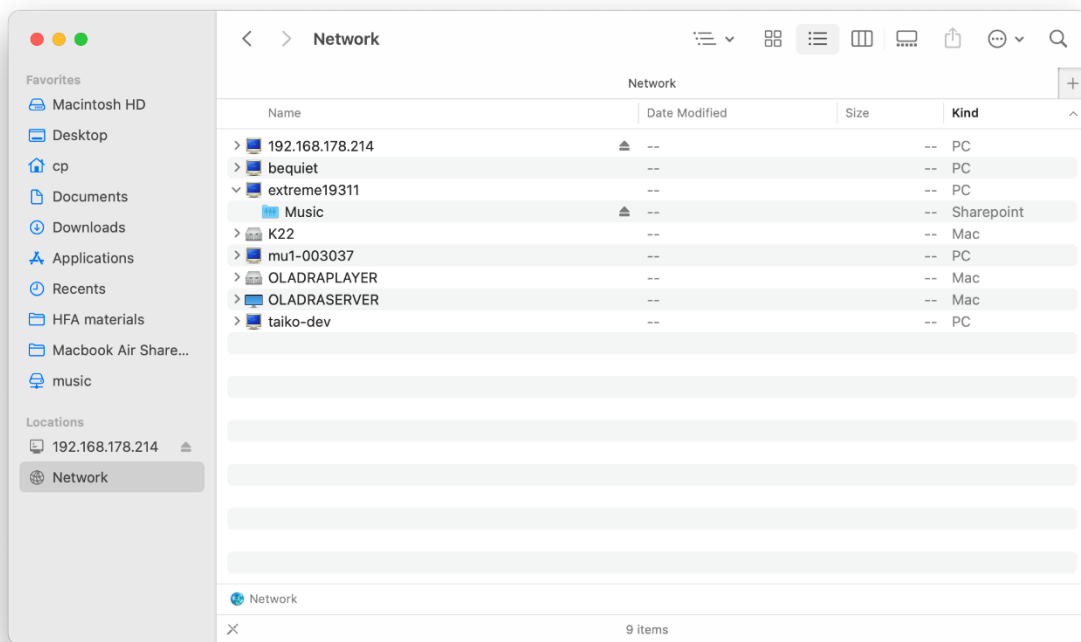 Network
Favorites
Macintosh HD
Desktop
cp
Documents
Downloads
Applications
Recents
HFA materials
Macbook Air Share...
music
Locations
192.168.178.214
Network
Network
Name Date Modified Size Kind
192.168.178.214 -- -- PC
bequiet -- -- PC
extreme19311 -- -- PC
Music -- -- Sharepoint
K22 -- -- Mac
mu1-003037 -- -- PC
OLADRAPLAYER -- -- Mac
OLADRASERVER -- -- Mac
taiko-dev -- -- PC
Network
9 items